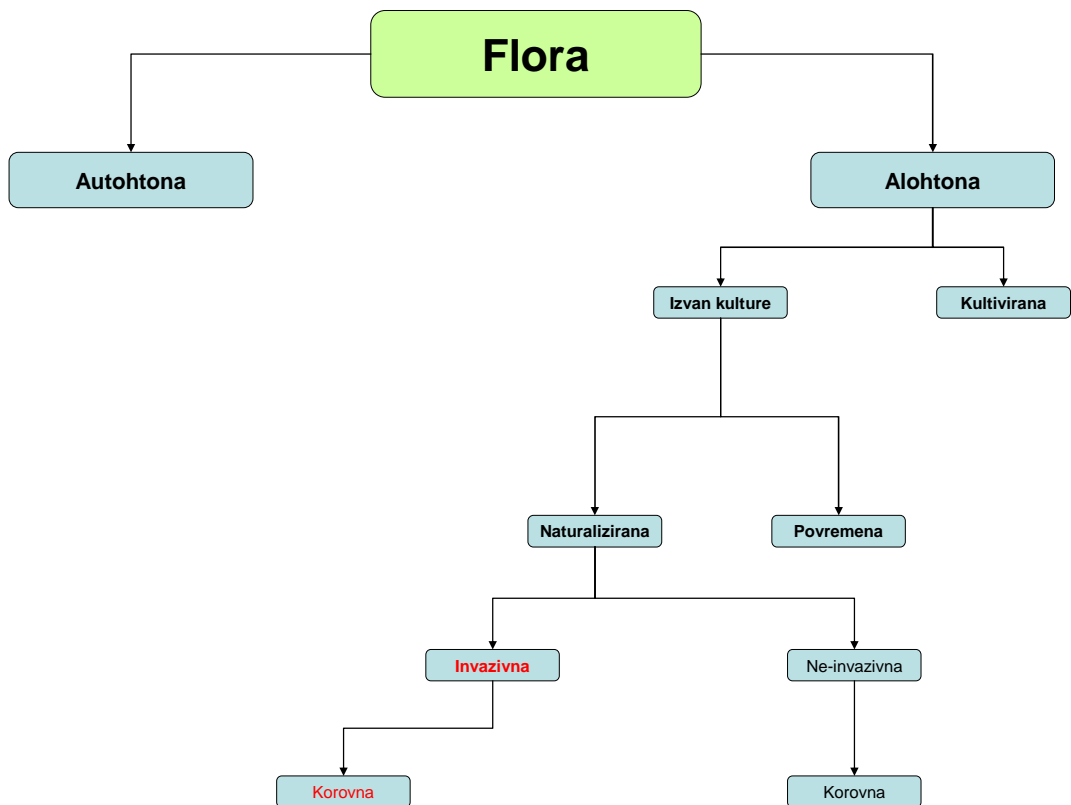 Flora
Autohtona
Alohtona
Izvan kulture
Kultivirana
Naturalizirana
Povremena
Invazivna
Ne-invazivna
Korovna
Korovna